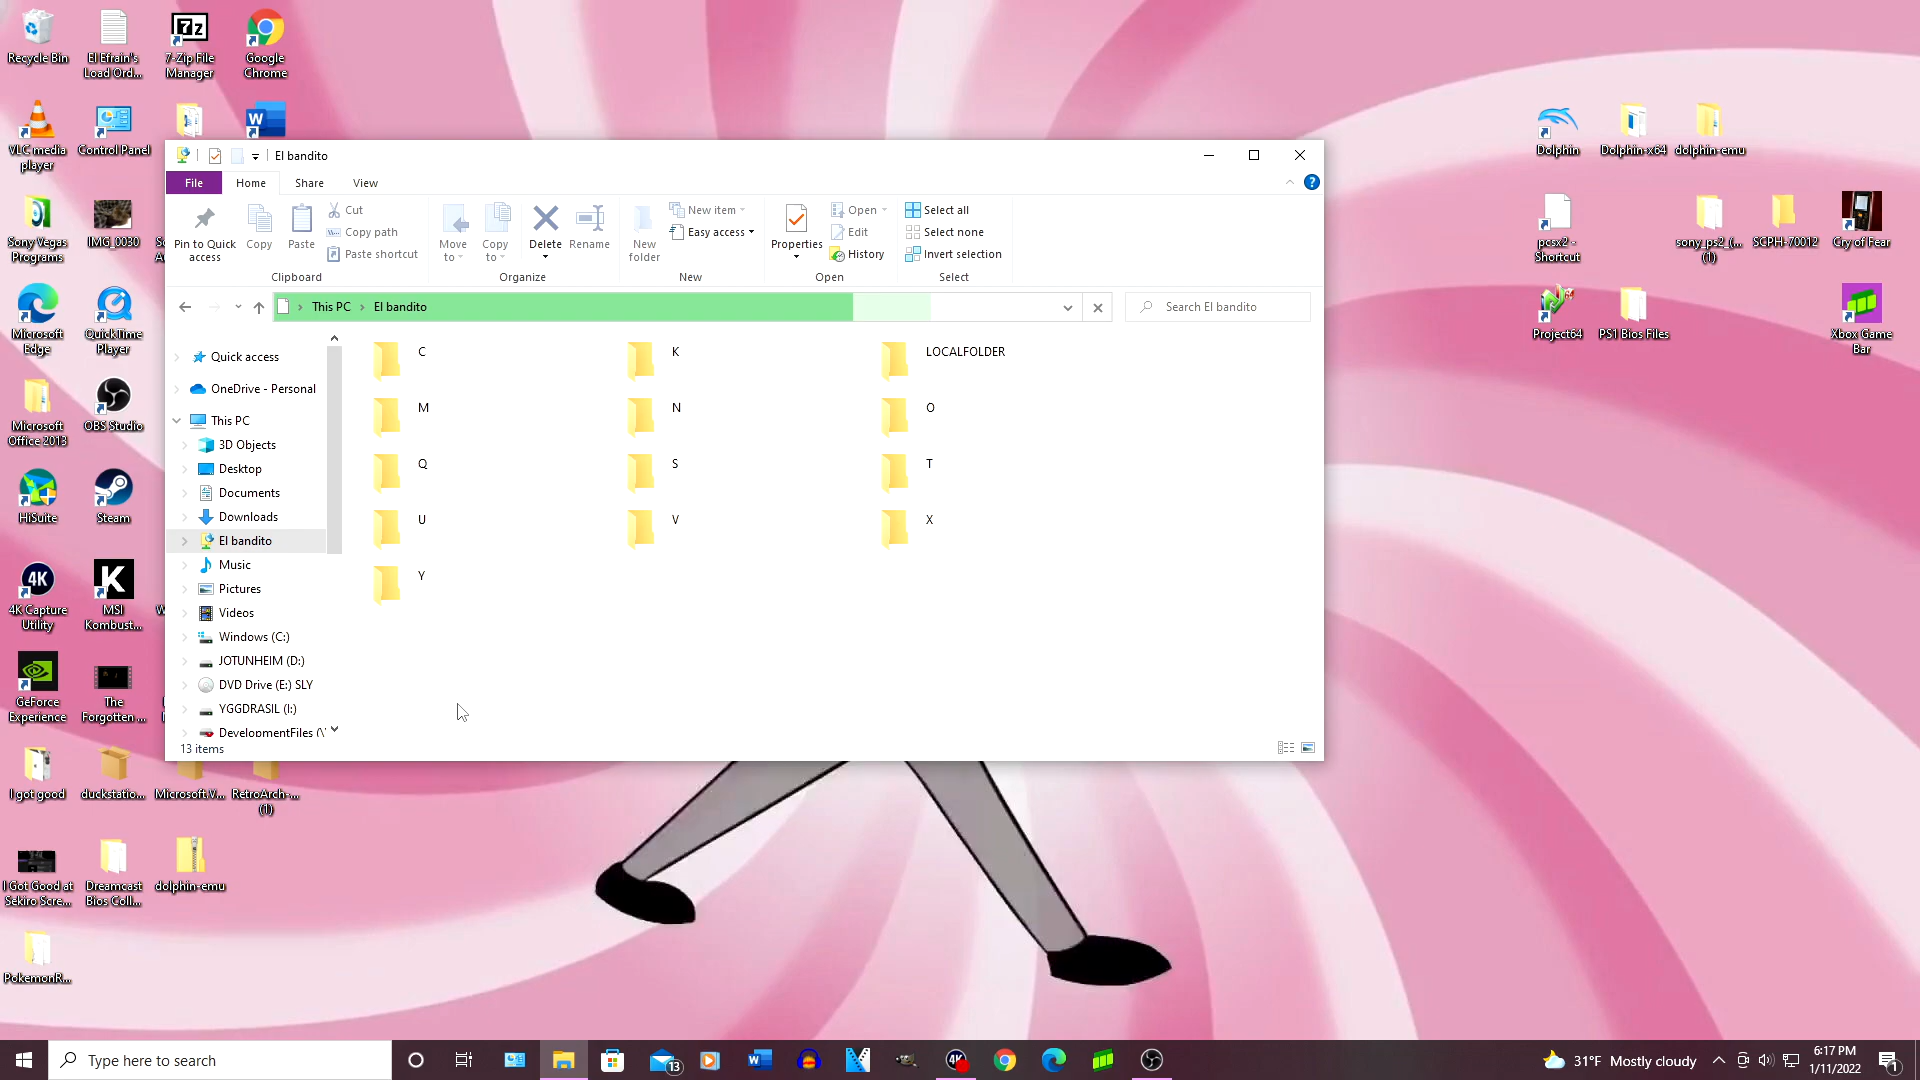 Recycle Bin
El Efrain's
Load Ord...
7-Zip File
Manager
Google
Chrome
VLC media
player
Control Panel
Dolphin
Dolphin-x64
dolphin-emu
El bandito
File
Home
Share
View
Pin to Quick
access
Copy
Paste
Cut
Copy path
Paste shortcut
Clipboard
Move
to
Copy
to
Delete
Rename
Organize
New
folder
New item
Easy access
New
Properties
Open
Edit
History
Open
Select all
Select none
Invert selection
Select
This PC
El bandito
Search El bandito
Sony Vegas
Programs
IMG_0030
pcsx2 -
Shortcut
sony_ps2_(...
(1)
SCPH-70012
Cry of Fear
Microsoft
Edge
QuickTime
Player
Project64
PS1 Bios Files
Xbox Game
Bar
Microsoft
Office 2013
OBS Studio
HiSuite
Steam
4K
4K Capture
Utility
K
MSI
Kombust...
GeForce
Experience
The
Forgotten ...
Quick access
OneDrive - Personal
This PC
3D Objects
Desktop
Documents
Downloads
El bandito
Music
Pictures
Videos
Windows (C:)
JOTUNHEIM (D:)
DVD Drive (E:) SLY
YGGDRASIL (I:)
DevelopmentFiles (\
C
K
LOCALFOLDER
M
N
O
Q
S
T
U
V
X
Y
13 items
I got good
duckstatio...
Microsoft.V...
RetroArch-...
(1)
I Got Good at
Sekiro Scre...
Dreamcast
Bios Coll...
dolphin-emu
PokemonR...
Type here to search
13
4K
31°F Mostly cloudy
6:17 PM
1/11/2022
1